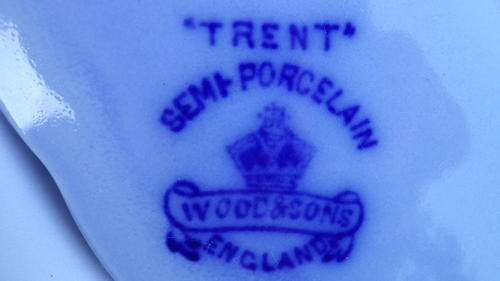 "TRENT"
SEMI-PORCELAIN
WOOD & SONS
ENGLAND